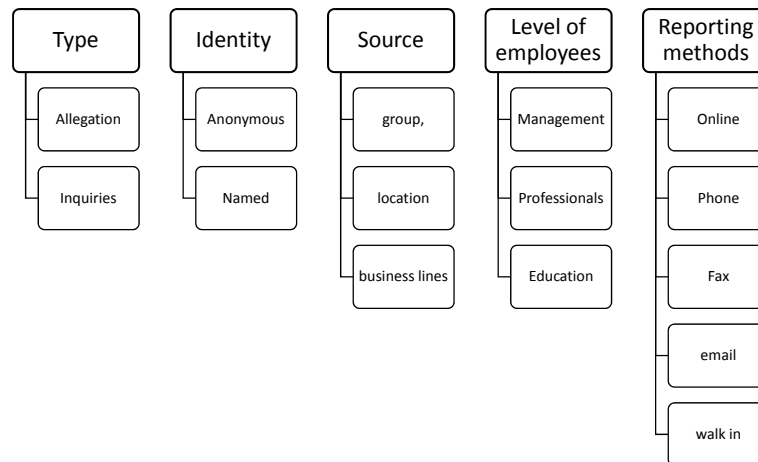 Type
Allegation
Inquiries
Identity
Anonymous
Named
Source
group,
location
business lines
Level of
employees
Management
Professionals
Education
Reporting
methods
Online
Phone
Fax
email
walk in